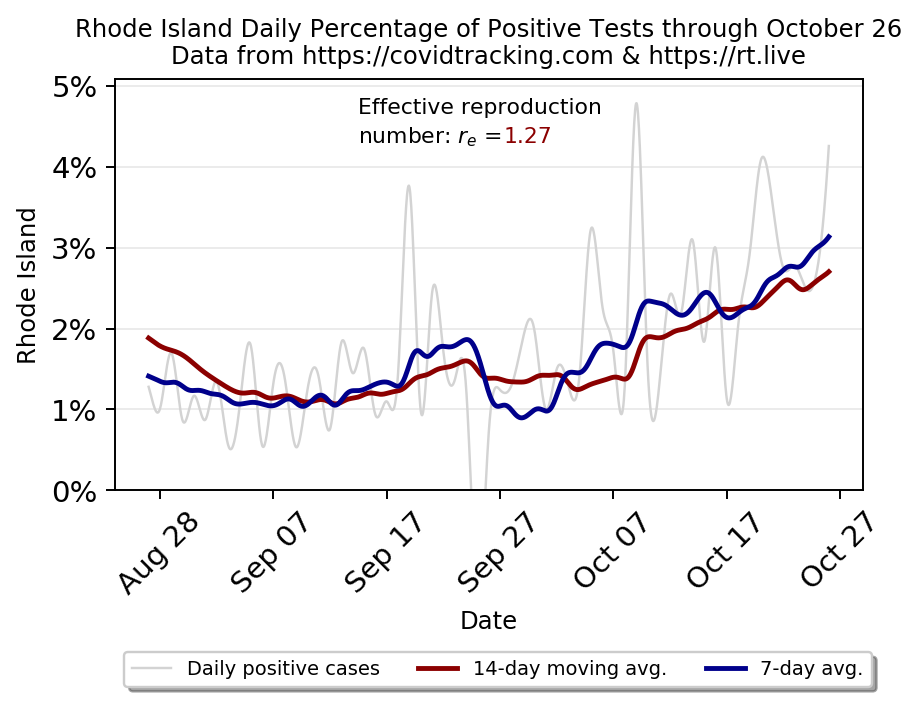 Rhode Island Daily Percentage of Positive Tests through October 26
Data from https://covidtracking.com & https://rt.live
Effective reproduction
number: rₑ =1.27
5%
4%
3%
2%
1%
0%
Rhode Island
Aug 28
Sep 07
Sep 17
Sep 27
Oct 07
Oct 17
Oct 27
Date
Daily positive cases
14-day moving avg.
7-day avg.